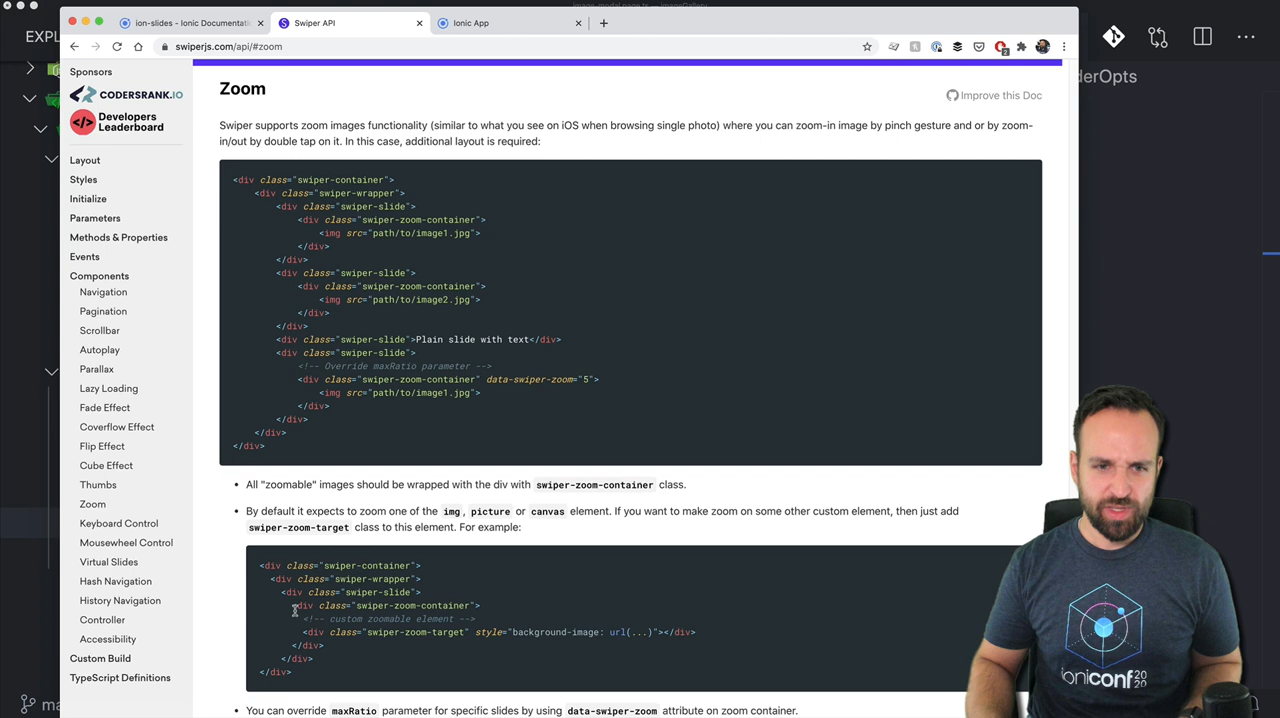 image-modal.page.ts — imageGallery
ion-slides - Ionic Documentati
Swiper API
Ionic App
swiperjs.com/api/#zoom
EXPL
derOpts
Sponsors
CODERSRANK.IO
Developers
Leaderboard
Layout
Styles
Initialize
Parameters
Methods & Properties
Events
Components
Navigation
Pagination
Scrollbar
Autoplay
Parallax
Lazy Loading
Fade Effect
Coverflow Effect
Flip Effect
Cube Effect
Thumbs
Zoom
Keyboard Control
Mousewheel Control
Virtual Slides
Hash Navigation
History Navigation
Controller
Accessibility
Custom Build
TypeScript Definitions
Zoom
Improve this Doc
Swiper supports zoom images functionality (similar to what you see on iOS when browsing single photo) where you can zoom-in image by pinch gesture and or by zoom-
in/out by double tap on it. In this case, additional layout is required:
<div class="swiper-container">
<div class="swiper-wrapper">
<div class="swiper-slide">
<div class="swiper-zoom-container">
<img src="path/to/image1.jpg">
</div>
</div>
<div class="swiper-slide">
<div class="swiper-zoom-container">
<img src="path/to/image2.jpg">
</div>
</div>
<div class="swiper-slide">Plain slide with text</div>
<div class="swiper-slide">
<!-- Override maxRatio parameter -->
<div class="swiper-zoom-container" data-swiper-zoom="5">
<img src="path/to/image1.jpg">
</div>
</div>
</div>
</div>
All "zoomable" images should be wrapped with the div with swiper-zoom-container class.
By default it expects to zoom one of the img, picture or canvas element. If you want to make zoom on some other custom element, then just add
swiper-zoom-target class to this element. For example:
<div class="swiper-container">
<div class="swiper-wrapper">
<div class="swiper-slide">
<div class="swiper-zoom-container">
<!-- custom zoomable element -->
<div class="swiper-zoom-target" style="background-image: url(...)"></div>
</div>
</div>
</div>
You can override maxRatio parameter for specific slides by using data-swiper-zoom attribute on zoom container.
ma
ioniconf 2020